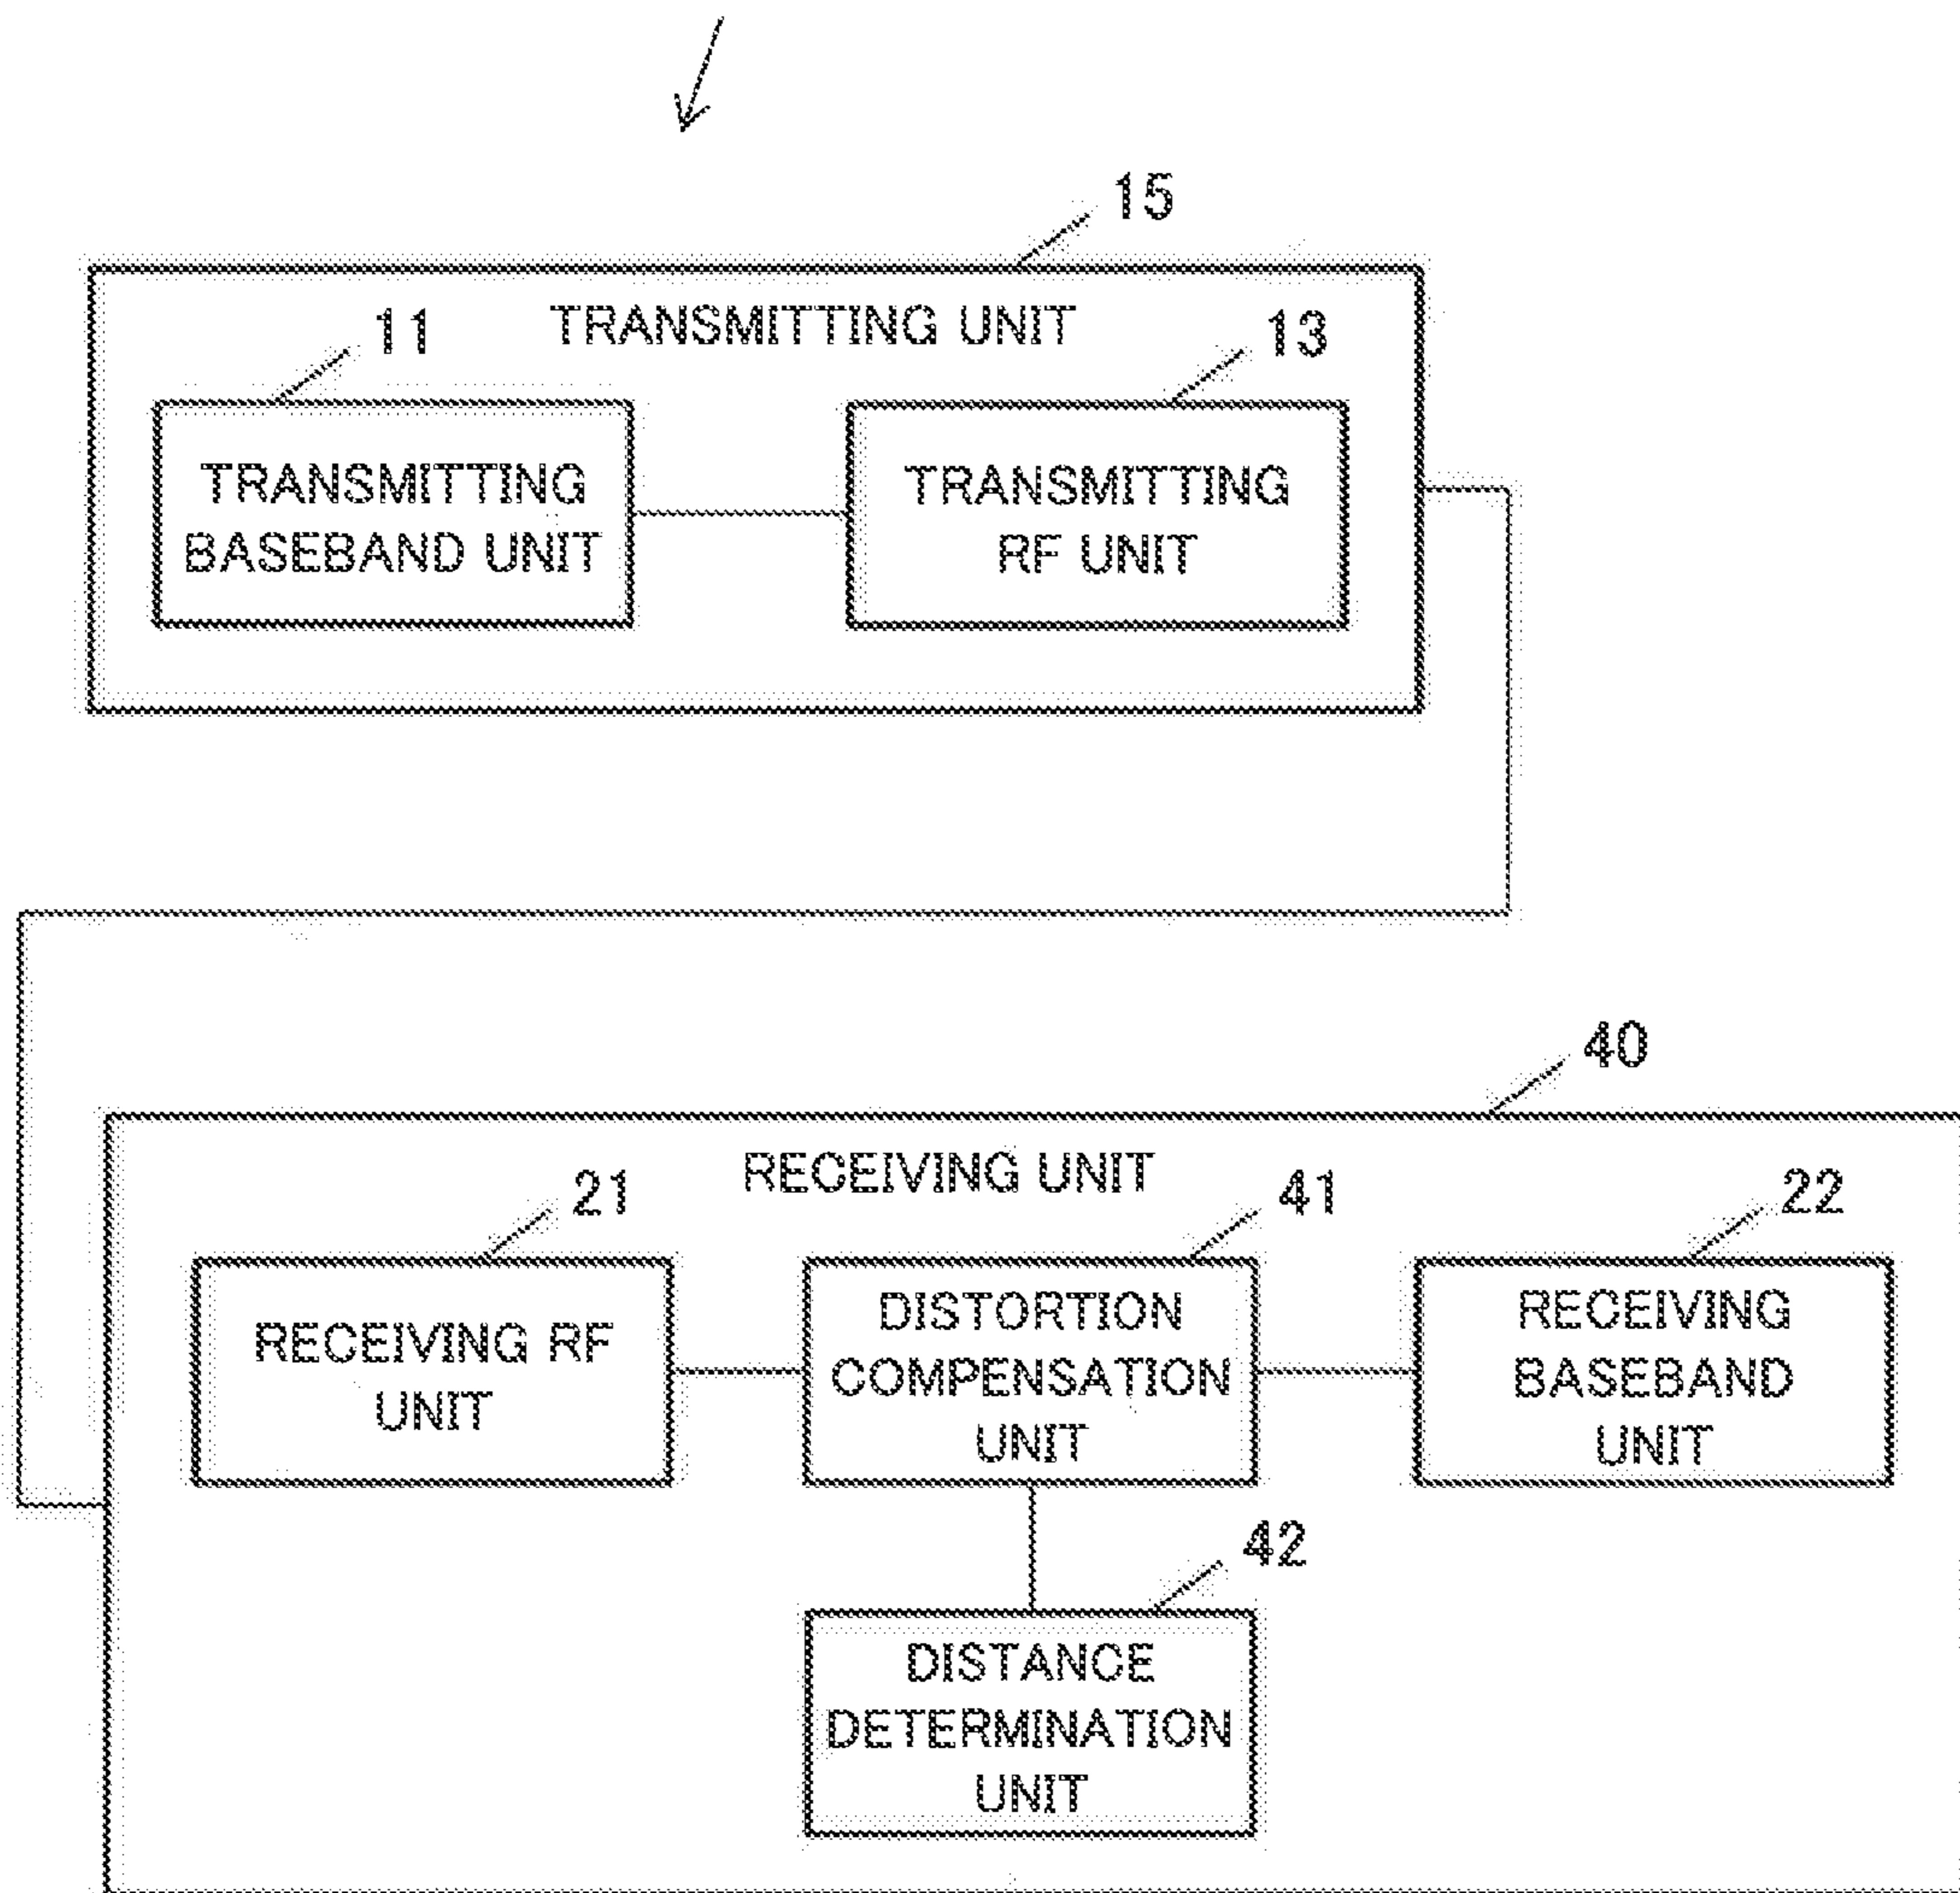 15
TRANSMITTING UNIT
11
13
TRANSMITTING
BASEBAND UNIT
TRANSMITTING
RF UNIT
40
RECEIVING UNIT
21
41
22
RECEIVING RF
UNIT
DISTORTION
COMPENSATION
UNIT
RECEIVING
BASEBAND
UNIT
42
DISTANCE
DETERMINATION
UNIT